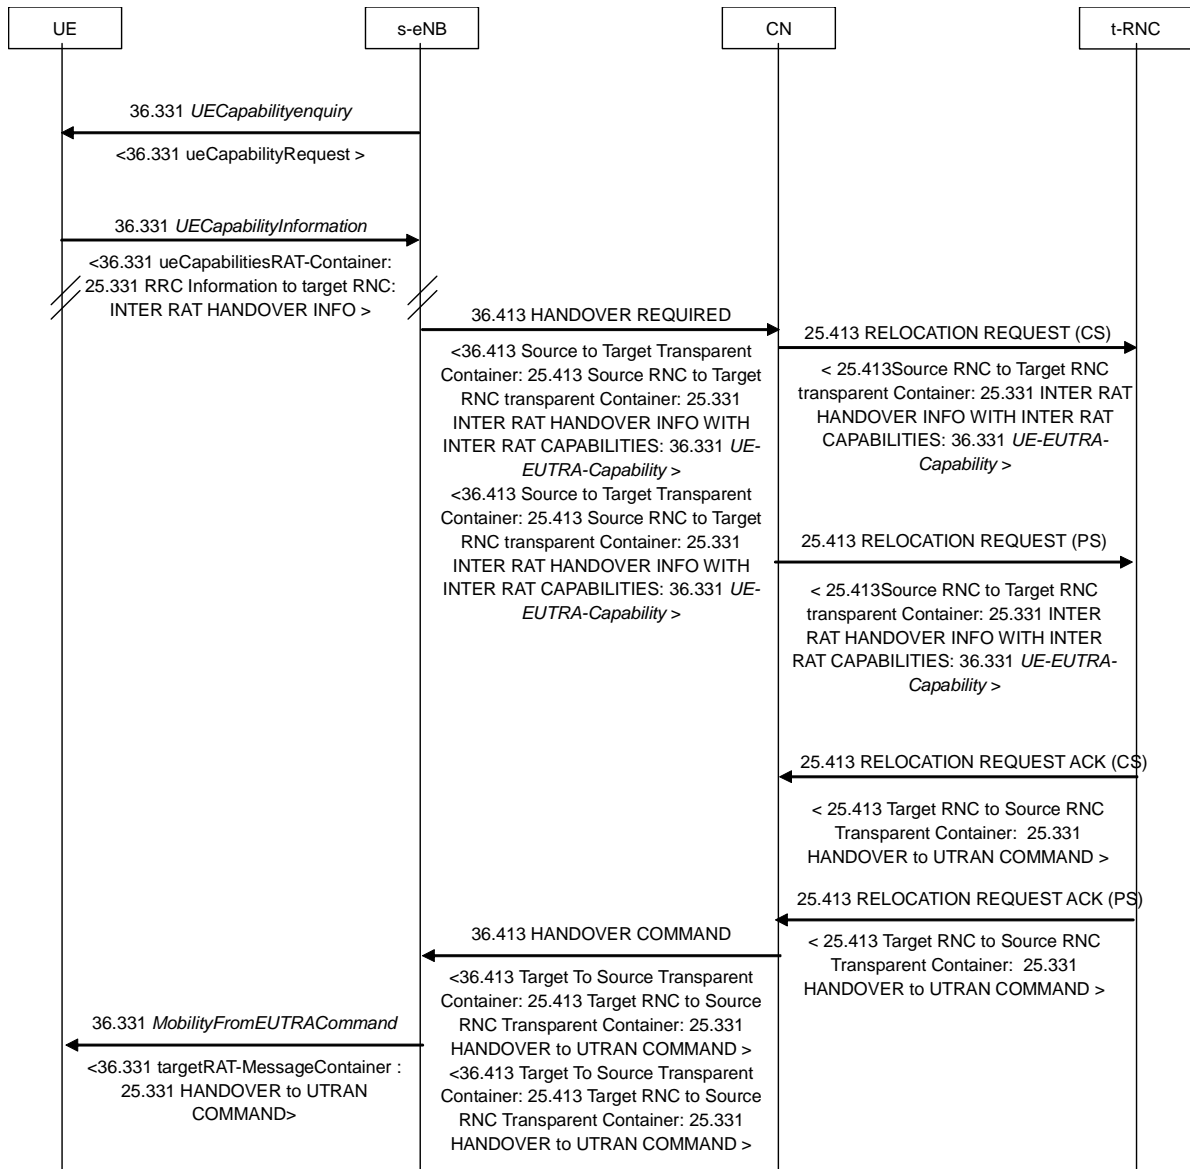 UE
s-eNB
CN
t-RNC
36.331 UECapabilityenquiry
<36.331 ueCapabilityRequest >
36.331 UECapabilityInformation
<36.331 ueCapabilitiesRAT-Container:
25.331 RRC Information to target RNC:
INTER RAT HANDOVER INFO >
36.413 HANDOVER REQUIRED
<36.413 Source to Target Transparent
Container: 25.413 Source RNC to Target
RNC transparent Container: 25.331
INTER RAT HANDOVER INFO WITH
INTER RAT CAPABILITIES: 36.331 UE-
EUTRA-Capability >
<36.413 Source to Target Transparent
Container: 25.413 Source RNC to Target
RNC transparent Container: 25.331
INTER RAT HANDOVER INFO WITH
INTER RAT CAPABILITIES: 36.331 UE-
EUTRA-Capability >
25.413 RELOCATION REQUEST (CS)
< 25.413Source RNC to Target RNC
transparent Container: 25.331 INTER RAT
HANDOVER INFO WITH INTER RAT
CAPABILITIES: 36.331 UE-EUTRA-
Capability >
25.413 RELOCATION REQUEST (PS)
< 25.413Source RNC to Target RNC
transparent Container: 25.331 INTER
RAT HANDOVER INFO WITH INTER
RAT CAPABILITIES: 36.331 UE-EUTRA-
Capability >
25.413 RELOCATION REQUEST ACK (CS)
< 25.413 Target RNC to Source RNC
Transparent Container: 25.331
HANDOVER to UTRAN COMMAND >
25.413 RELOCATION REQUEST ACK (PS)
< 25.413 Target RNC to Source RNC
Transparent Container: 25.331
HANDOVER to UTRAN COMMAND >
36.413 HANDOVER COMMAND
<36.413 Target To Source Transparent
Container: 25.413 Target RNC to Source
RNC Transparent Container: 25.331
HANDOVER to UTRAN COMMAND >
<36.413 Target To Source Transparent
Container: 25.413 Target RNC to Source
RNC Transparent Container: 25.331
HANDOVER to UTRAN COMMAND >
36.331 MobilityFromEUTRACommand
<36.331 targetRAT-MessageContainer :
25.331 HANDOVER to UTRAN
COMMAND>